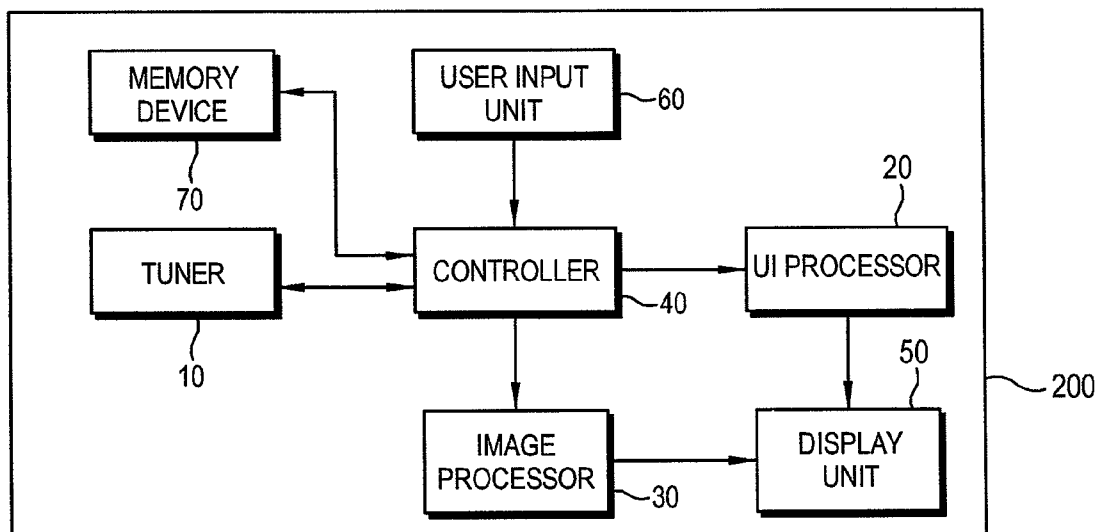 MEMORY
DEVICE
70
USER INPUT
UNIT
60
TUNER
10
CONTROLLER
40
20
UI PROCESSOR
IMAGE
PROCESSOR
30
50
DISPLAY
UNIT
200